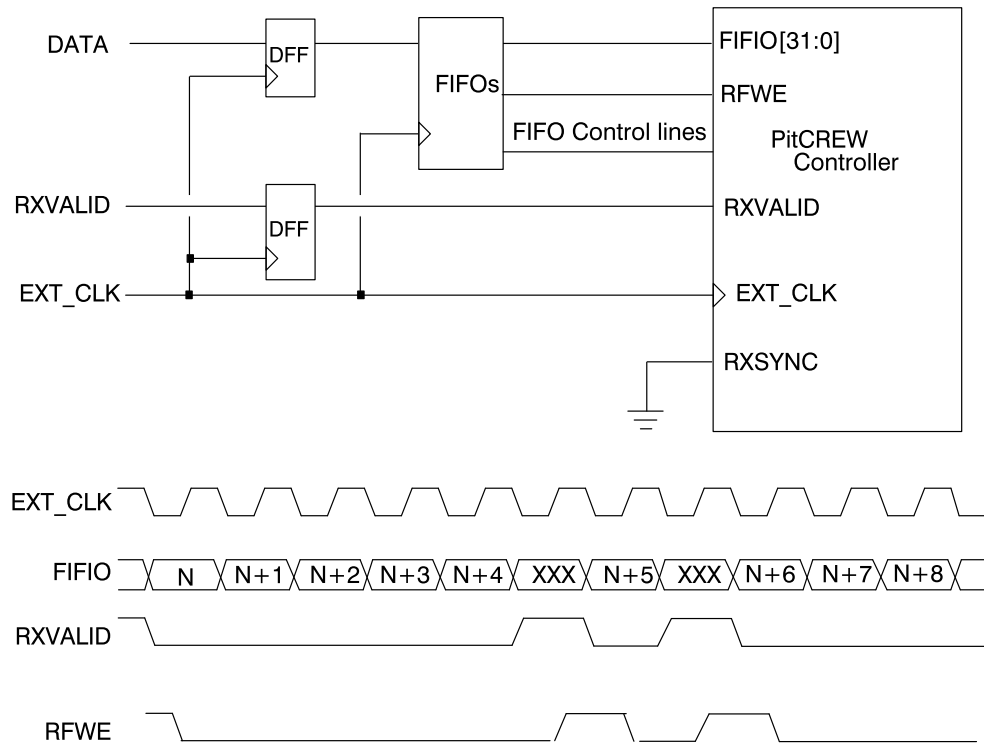 DATA
DFF
FIFOs
FIFIO[31:0]
RFWE
FIFO Control lines
PitCREW
Controller
RXVALID
DFF
RXVALID
EXT_CLK
EXT_CLK
RXSYNC
EXT_CLK
FIFIO N N+1 N+2 N+3 N+4 XXX N+5 XXX N+6 N+7 N+8
RXVALID
RFWE